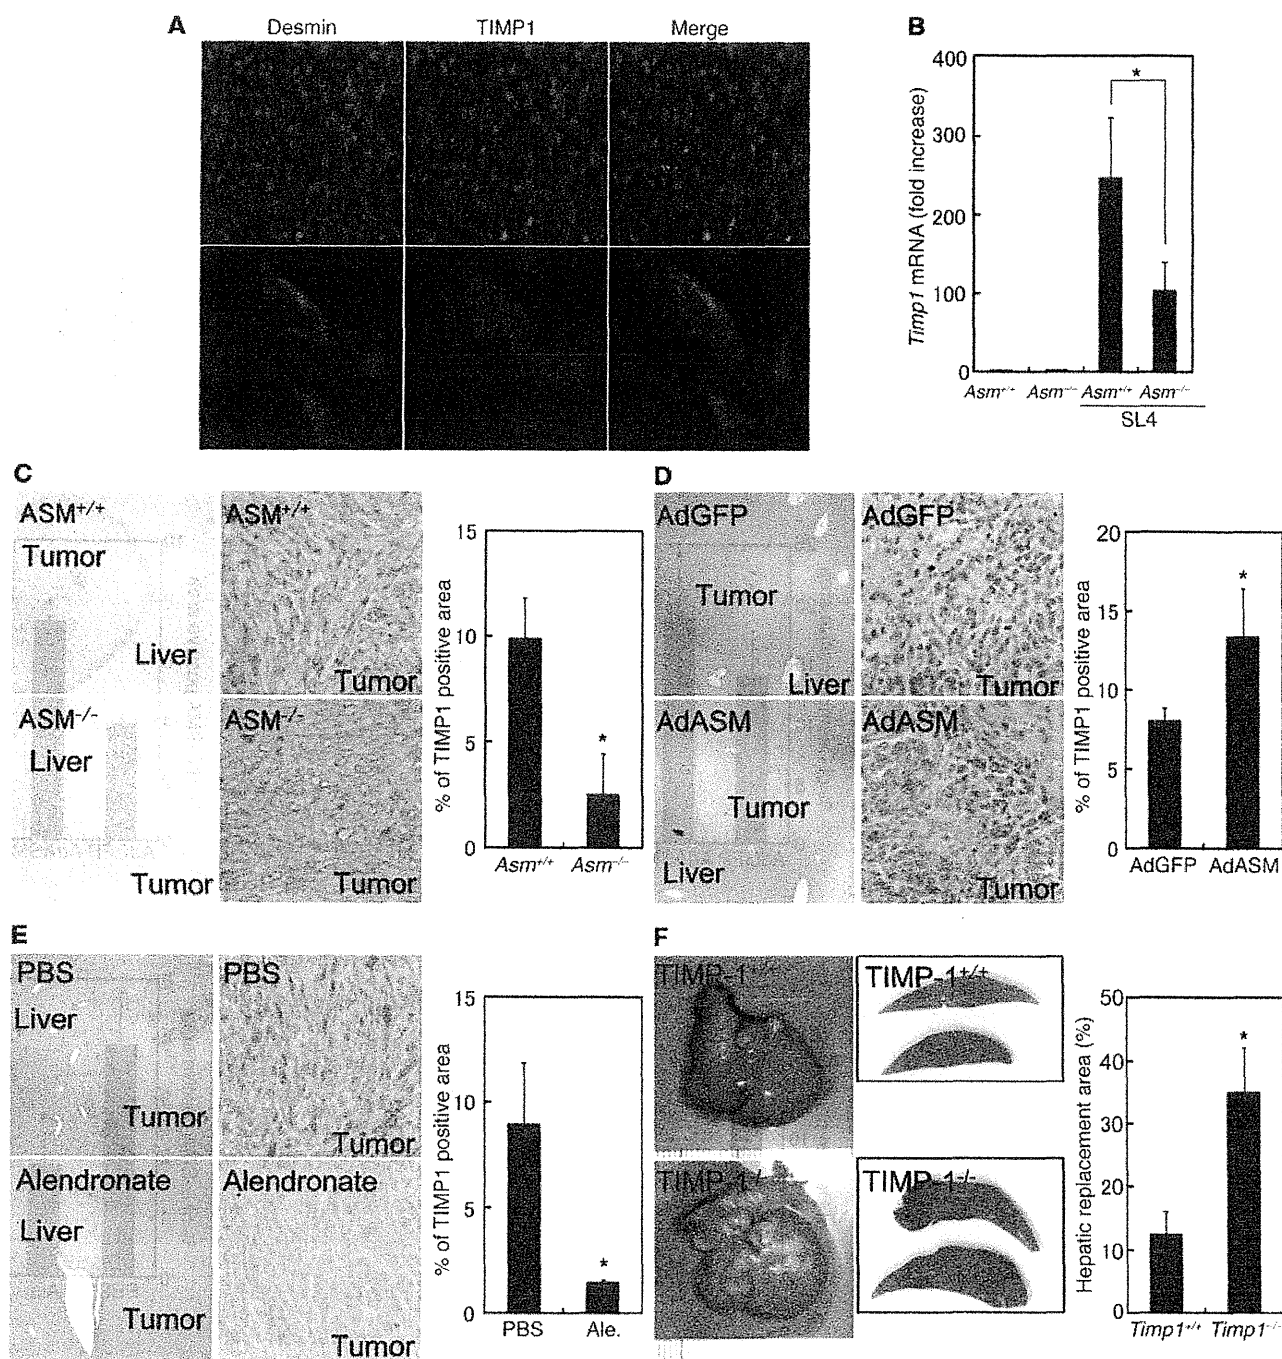 A
Desmin
TIMP1
Merge
B
Timp1 mRNA (fold increase)
400
300
200
100
0
*
Asm+/+
Asm-/-
Asm+/+
Asm-/-
SL4
C
ASM+/+
Tumor
Liver
ASM+/+
Tumor
ASM-/-
Liver
Tumor
ASM-/-
Tumor
% of TIMP1 positive area
15
10
5
0
*
Asm+/+
Asm-/-
D
AdGFP
Tumor
Liver
AdGFP
Tumor
AdASM
Tumor
Liver
AdASM
Tumor
% of TIMP1 positive area
20
15
10
5
0
*
AdGFP
AdASM
E
PBS
Liver
Tumor
PBS
Tumor
Alendronate
Liver
Tumor
Alendronate
Tumor
% of TIMP1 positive area
15
10
5
0
*
PBS
Ale.
F
TIMP-1+/+
TIMP-1+/+
TIMP-1-/-
TIMP-1-/-
Hepatic replacement area (%)
50
40
30
20
10
0
*
Timp1+/+
Timp1-/-